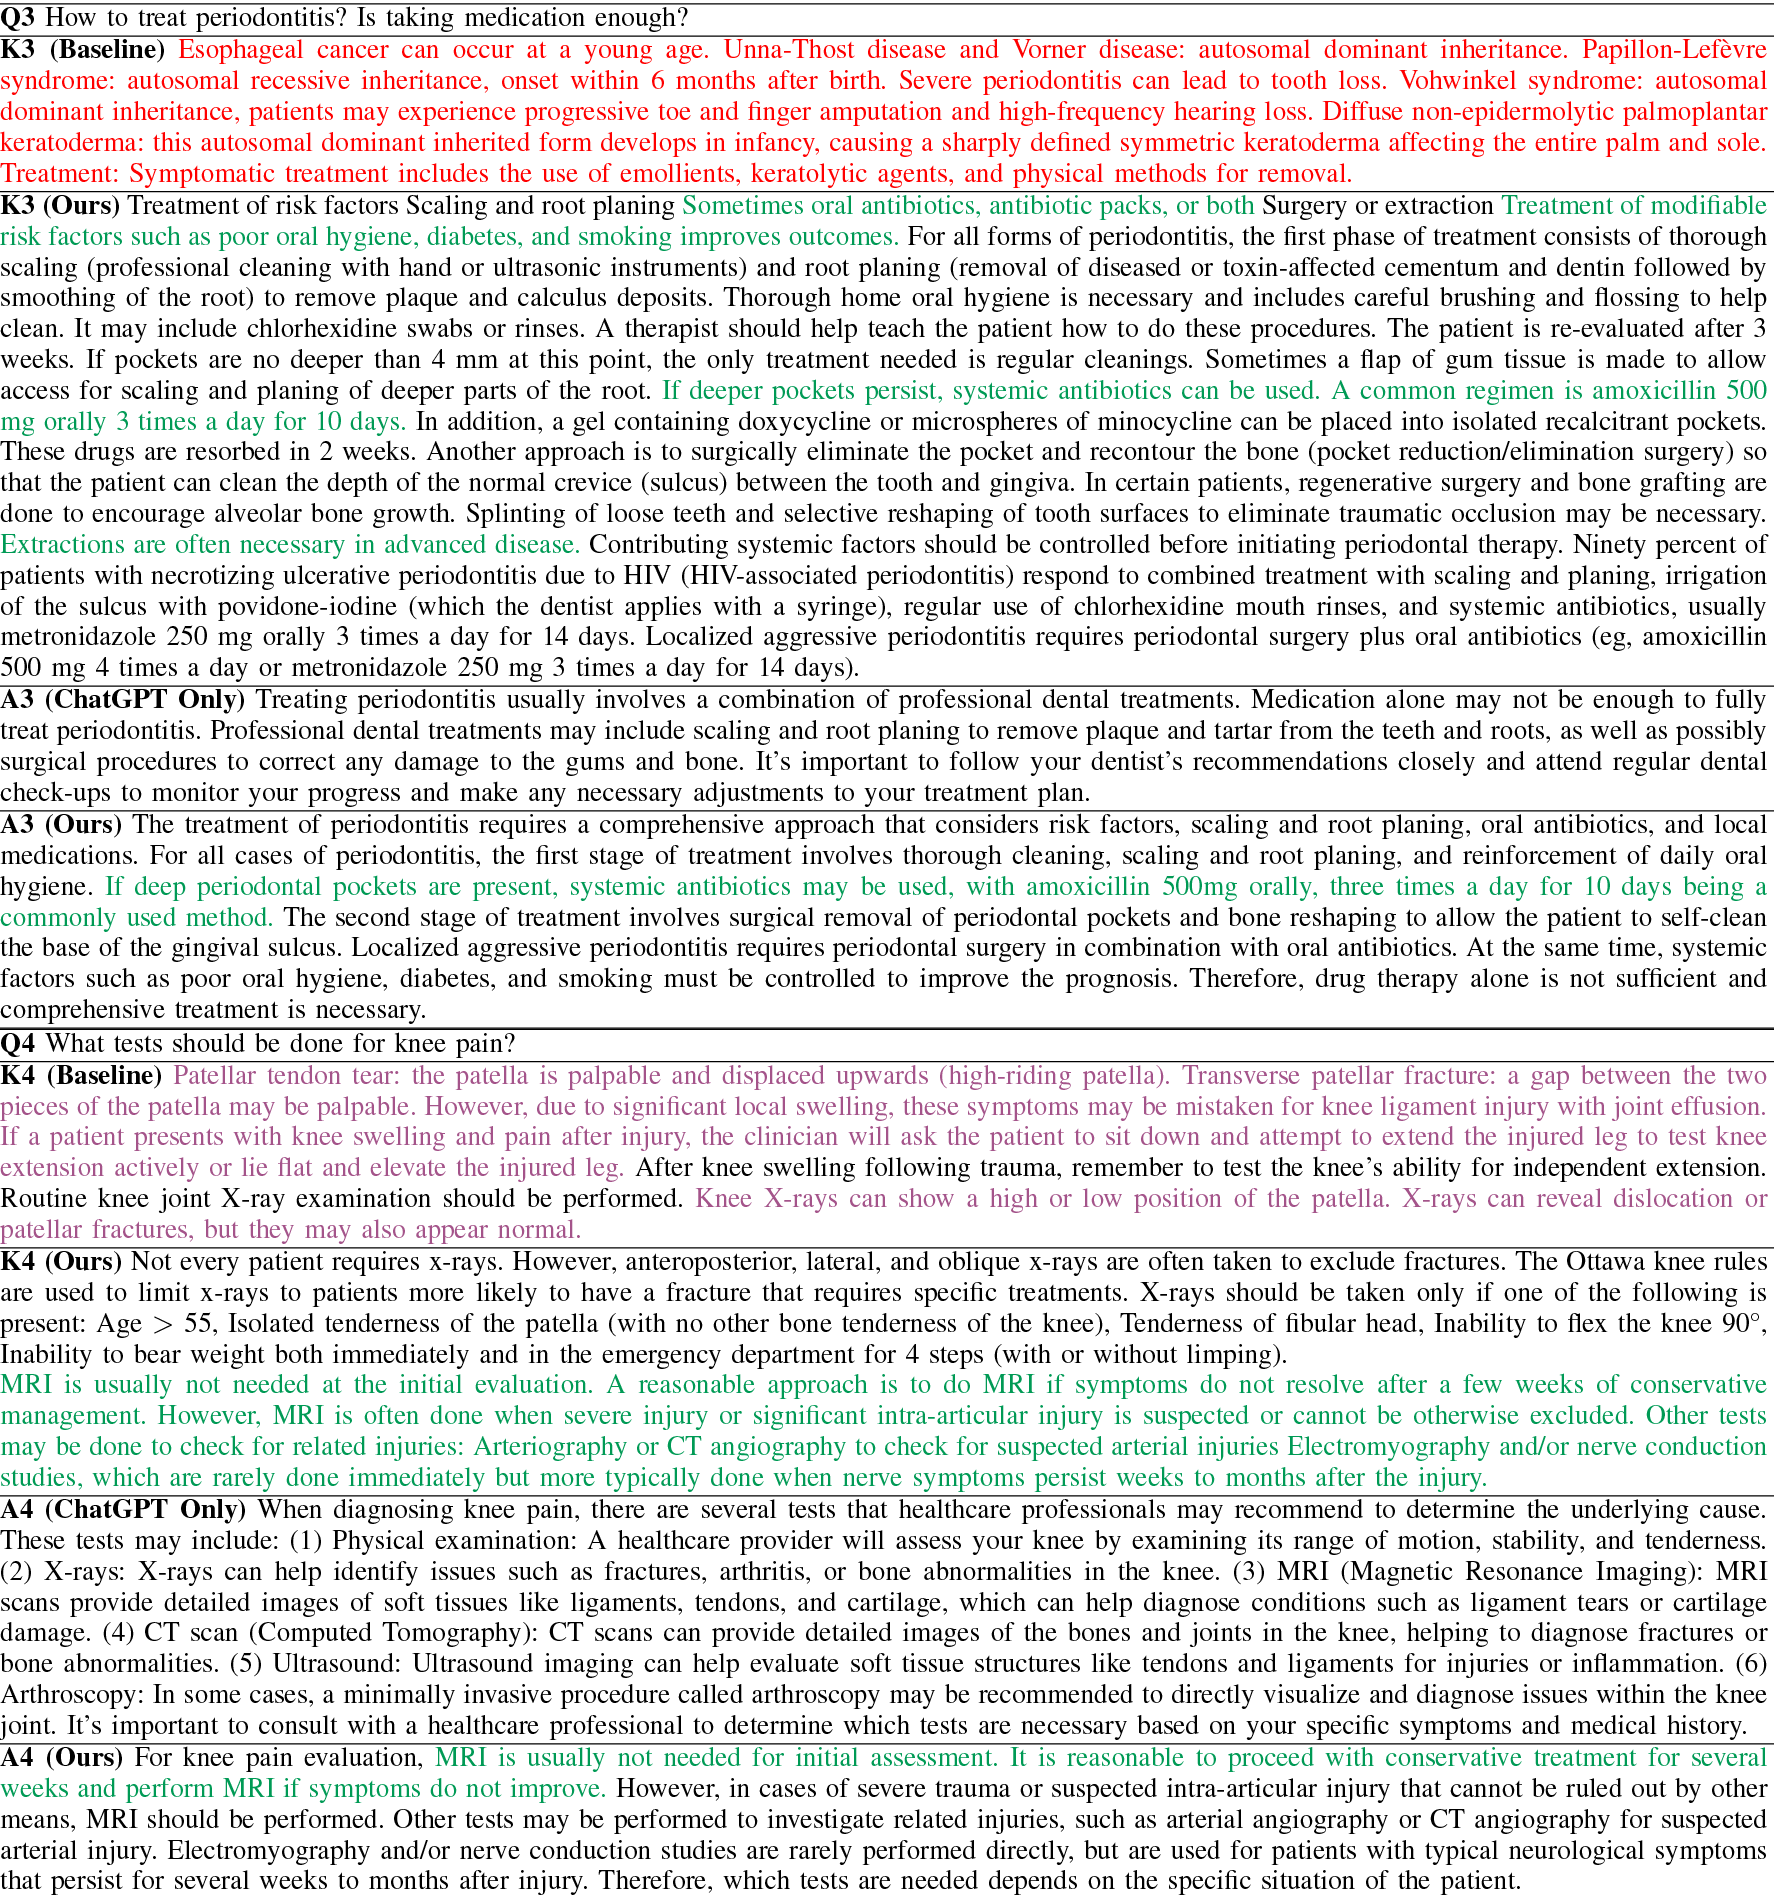 Q3 How to treat periodontitis? Is taking medication enough?
K3 (Baseline) Esophageal cancer can occur at a young age. Unna-Thost disease and Vorner disease: autosomal dominant inheritance. Papillon-Lefèvre
syndrome: autosomal recessive inheritance, onset within 6 months after birth. Severe periodontitis can lead to tooth loss. Vohwinkel syndrome: autosomal
dominant inheritance, patients may experience progressive toe and finger amputation and high-frequency hearing loss. Diffuse non-epidermolytic palmoplantar
keratoderma: this autosomal dominant inherited form develops in infancy, causing a sharply defined symmetric keratoderma affecting the entire palm and sole.
Treatment: Symptomatic treatment includes the use of emollients, keratolytic agents, and physical methods for removal.
K3 (Ours) Treatment of risk factors Scaling and root planing Sometimes oral antibiotics, antibiotic packs, or both Surgery or extraction Treatment of modifiable
risk factors such as poor oral hygiene, diabetes, and smoking improves outcomes. For all forms of periodontitis, the first phase of treatment consists of thorough
scaling (professional cleaning with hand or ultrasonic instruments) and root planing (removal of diseased or toxin-affected cementum and dentin followed by
smoothing of the root) to remove plaque and calculus deposits. Thorough home oral hygiene is necessary and includes careful brushing and flossing to help
clean. It may include chlorhexidine swabs or rinses. A therapist should help teach the patient how to do these procedures. The patient is re-evaluated after 3
weeks. If pockets are no deeper than 4 mm at this point, the only treatment needed is regular cleanings. Sometimes a flap of gum tissue is made to allow
access for scaling and planing of deeper parts of the root. If deeper pockets persist, systemic antibiotics can be used. A common regimen is amoxicillin 500
mg orally 3 times a day for 10 days. In addition, a gel containing doxycycline or microspheres of minocycline can be placed into isolated recalcitrant pockets.
These drugs are resorbed in 2 weeks. Another approach is to surgically eliminate the pocket and recontour the bone (pocket reduction/elimination surgery) so
that the patient can clean the depth of the normal crevice (sulcus) between the tooth and gingiva. In certain patients, regenerative surgery and bone grafting are
done to encourage alveolar bone growth. Splinting of loose teeth and selective reshaping of tooth surfaces to eliminate traumatic occlusion may be necessary.
Extractions are often necessary in advanced disease. Contributing systemic factors should be controlled before initiating periodontal therapy. Ninety percent of
patients with necrotizing ulcerative periodontitis due to HIV (HIV-associated periodontitis) respond to combined treatment with scaling and planing, irrigation
of the sulcus with povidone-iodine (which the dentist applies with a syringe), regular use of chlorhexidine mouth rinses, and systemic antibiotics, usually
metronidazole 250 mg orally 3 times a day for 14 days. Localized aggressive periodontitis requires periodontal surgery plus oral antibiotics (eg, amoxicillin
500 mg 4 times a day or metronidazole 250 mg 3 times a day for 14 days).
A3 (ChatGPT Only) Treating periodontitis usually involves a combination of professional dental treatments. Medication alone may not be enough to fully
treat periodontitis. Professional dental treatments may include scaling and root planing to remove plaque and tartar from the teeth and roots, as well as possibly
surgical procedures to correct any damage to the gums and bone. It's important to follow your dentist's recommendations closely and attend regular dental
check-ups to monitor your progress and make any necessary adjustments to your treatment plan.
A3 (Ours) The treatment of periodontitis requires a comprehensive approach that considers risk factors, scaling and root planing, oral antibiotics, and local
medications. For all cases of periodontitis, the first stage of treatment involves thorough cleaning, scaling and root planing, and reinforcement of daily oral
hygiene. If deep periodontal pockets are present, systemic antibiotics may be used, with amoxicillin 500mg orally, three times a day for 10 days being a
commonly used method. The second stage of treatment involves surgical removal of periodontal pockets and bone reshaping to allow the patient to self-clean
the base of the gingival sulcus. Localized aggressive periodontitis requires periodontal surgery in combination with oral antibiotics. At the same time, systemic
factors such as poor oral hygiene, diabetes, and smoking must be controlled to improve the prognosis. Therefore, drug therapy alone is not sufficient and
comprehensive treatment is necessary.
Q4 What tests should be done for knee pain?
K4 (Baseline) Patellar tendon tear: the patella is palpable and displaced upwards (high-riding patella). Transverse patellar fracture: a gap between the two
pieces of the patella may be palpable. However, due to significant local swelling, these symptoms may be mistaken for knee ligament injury with joint effusion.
If a patient presents with knee swelling and pain after injury, the clinician will ask the patient to sit down and attempt to extend the injured leg to test knee
extension actively or lie flat and elevate the injured leg. After knee swelling following trauma, remember to test the knee's ability for independent extension.
Routine knee joint X-ray examination should be performed. Knee X-rays can show a high or low position of the patella. X-rays can reveal dislocation or
patellar fractures, but they may also appear normal.
K4 (Ours) Not every patient requires x-rays. However, anteroposterior, lateral, and oblique x-rays are often taken to exclude fractures. The Ottawa knee rules
are used to limit x-rays to patients more likely to have a fracture that requires specific treatments. X-rays should be taken only if one of the following is
present: Age > 55, Isolated tenderness of the patella (with no other bone tenderness of the knee), Tenderness of fibular head, Inability to flex the knee 90°,
Inability to bear weight both immediately and in the emergency department for 4 steps (with or without limping).
MRI is usually not needed at the initial evaluation. A reasonable approach is to do MRI if symptoms do not resolve after a few weeks of conservative
management. However, MRI is often done when severe injury or significant intra-articular injury is suspected or cannot be otherwise excluded. Other tests
may be done to check for related injuries: Arteriography or CT angiography to check for suspected arterial injuries Electromyography and/or nerve conduction
studies, which are rarely done immediately but more typically done when nerve symptoms persist weeks to months after the injury.
A4 (ChatGPT Only) When diagnosing knee pain, there are several tests that healthcare professionals may recommend to determine the underlying cause.
These tests may include: (1) Physical examination: A healthcare provider will assess your knee by examining its range of motion, stability, and tenderness.
(2) X-rays: X-rays can help identify issues such as fractures, arthritis, or bone abnormalities in the knee. (3) MRI (Magnetic Resonance Imaging): MRI
scans provide detailed images of soft tissues like ligaments, tendons, and cartilage, which can help diagnose conditions such as ligament tears or cartilage
damage. (4) CT scan (Computed Tomography): CT scans can provide detailed images of the bones and joints in the knee, helping to diagnose fractures or
bone abnormalities. (5) Ultrasound: Ultrasound imaging can help evaluate soft tissue structures like tendons and ligaments for injuries or inflammation. (6)
Arthroscopy: In some cases, a minimally invasive procedure called arthroscopy may be recommended to directly visualize and diagnose issues within the knee
joint. It's important to consult with a healthcare professional to determine which tests are necessary based on your specific symptoms and medical history.
A4 (Ours) For knee pain evaluation, MRI is usually not needed for initial assessment. It is reasonable to proceed with conservative treatment for several
weeks and perform MRI if symptoms do not improve. However, in cases of severe trauma or suspected intra-articular injury that cannot be ruled out by other
means, MRI should be performed. Other tests may be performed to investigate related injuries, such as arterial angiography or CT angiography for suspected
arterial injury. Electromyography and/or nerve conduction studies are rarely performed directly, but are used for patients with typical neurological symptoms
that persist for several weeks to months after injury. Therefore, which tests are needed depends on the specific situation of the patient.